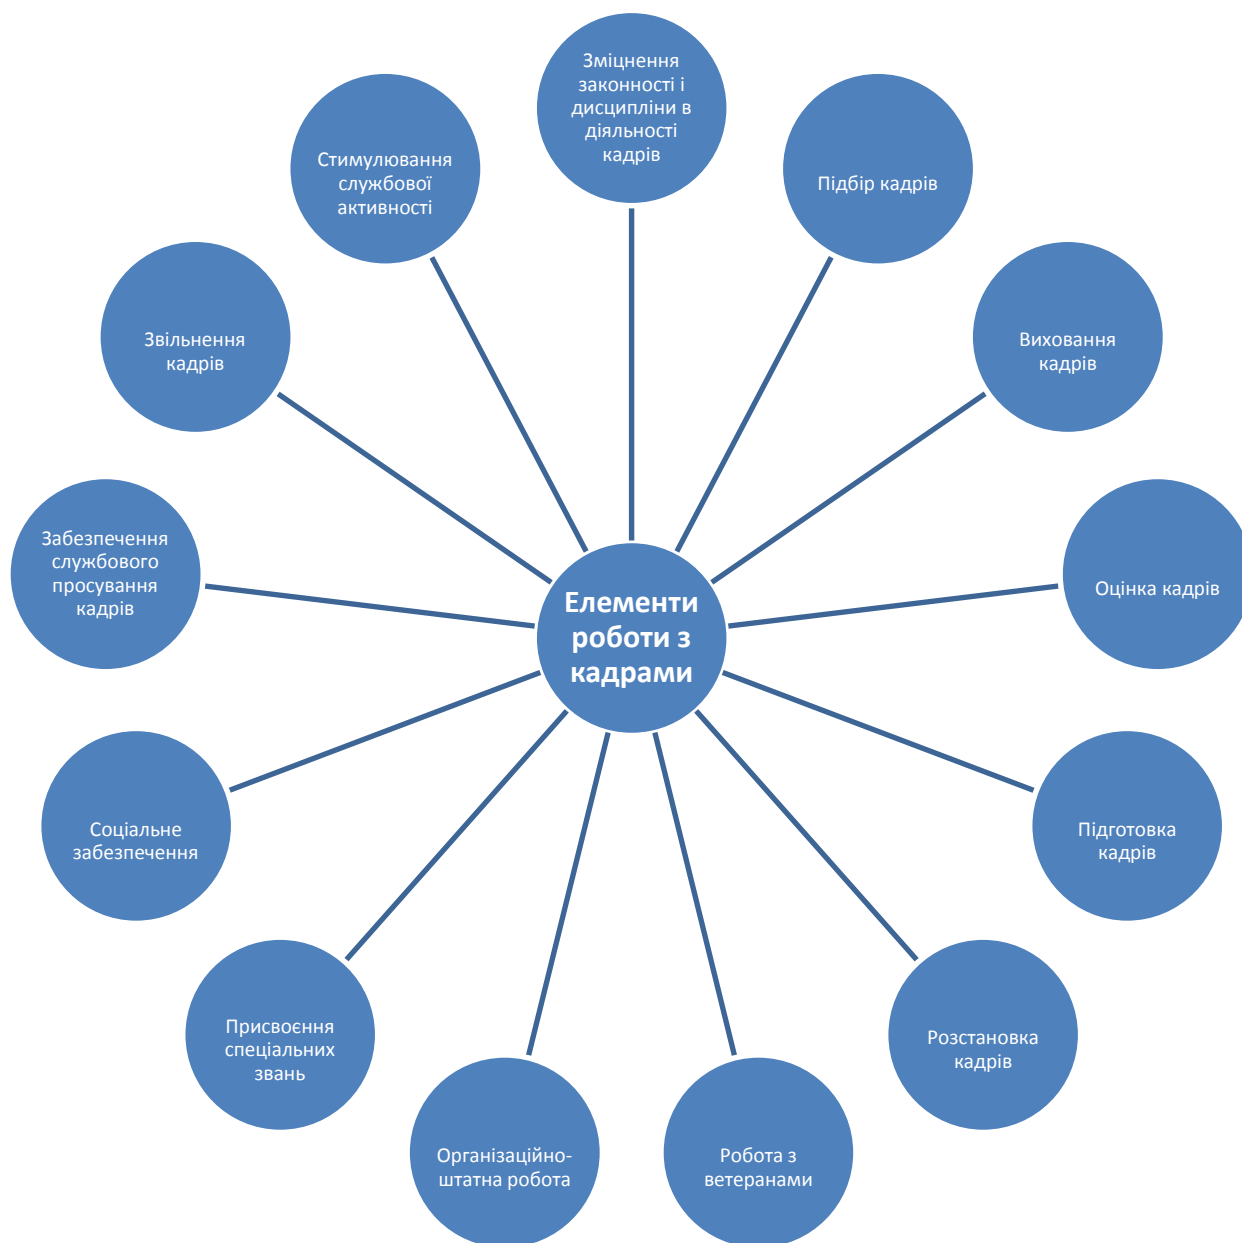 Зміцнення
законності і
дисципліни в
діяльності
кадрів
Підбір кадрів
Виховання
кадрів
Оцінка кадрів
Підготовка
кадрів
Розстановка
кадрів
Робота з
ветеранами
Організаційно-
штатна робота
Присвоєння
спеціальних
звань
Соціальне
забезпечення
Забезпечення
службового
просування
кадрів
Звільнення
кадрів
Стимулювання
службової
активності
Елементи
роботи з
кадрами